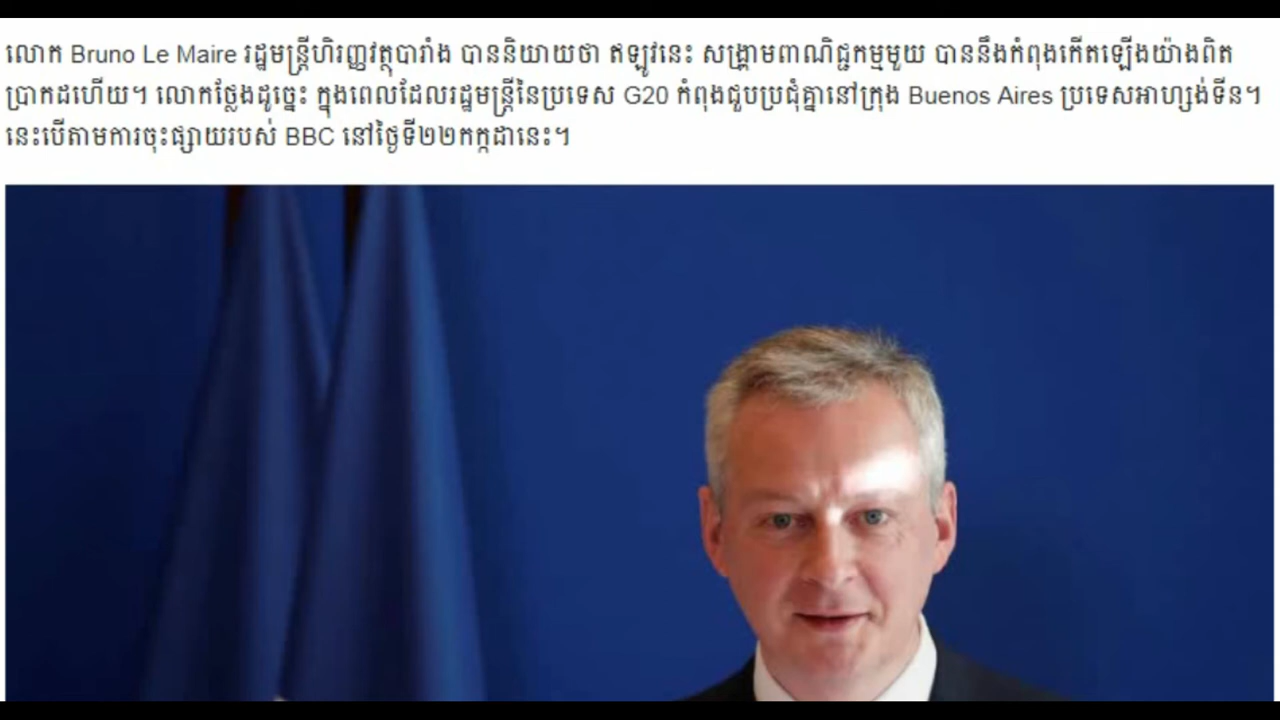 លោក Bruno Le Maire រដ្ឋមន្ត្រីហិរញ្ញវត្ថុបារាំង បាននិយាយថា ឥឡូវនេះ សង្គ្រាមពាណិជ្ជកម្មមួយ បាននឹងកំពុងកើតឡើងយ៉ាងពិត
ប្រាកដហើយ។ លោកថ្លែងដូច្នេះ ក្នុងពេលដែលរដ្ឋមន្ត្រីនៃប្រទេស G20 កំពុងជួបប្រជុំគ្នានៅក្រុង Buenos Aires ប្រទេសអាហ្សង់ទីន។
នេះបើតាមការចុះផ្សាយរបស់ BBC នៅថ្ងៃទី២២កក្កដានេះ។